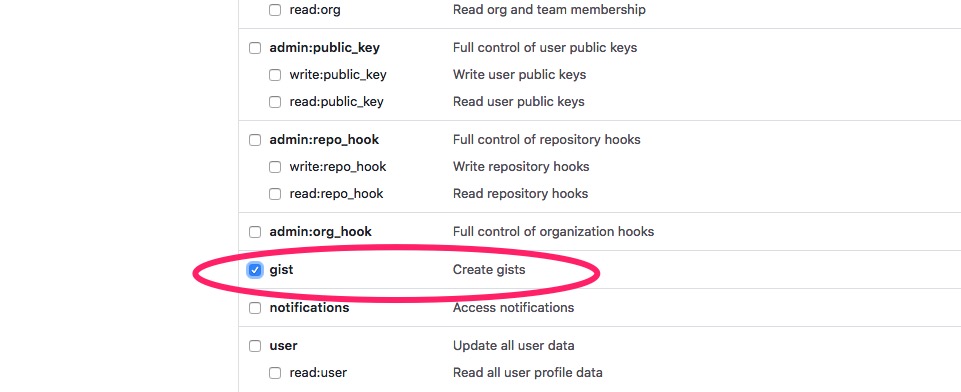 read:org Read org and team membership
admin:public_key Full control of user public keys
write:public_key Write user public keys
read:public_key Read user public keys
admin:repo_hook Full control of repository hooks
write:repo_hook Write repository hooks
read:repo_hook Read repository hooks
admin:org_hook Full control of organization hooks
gist Create gists
notifications Access notifications
user Update all user data
read:user Read all user profile data